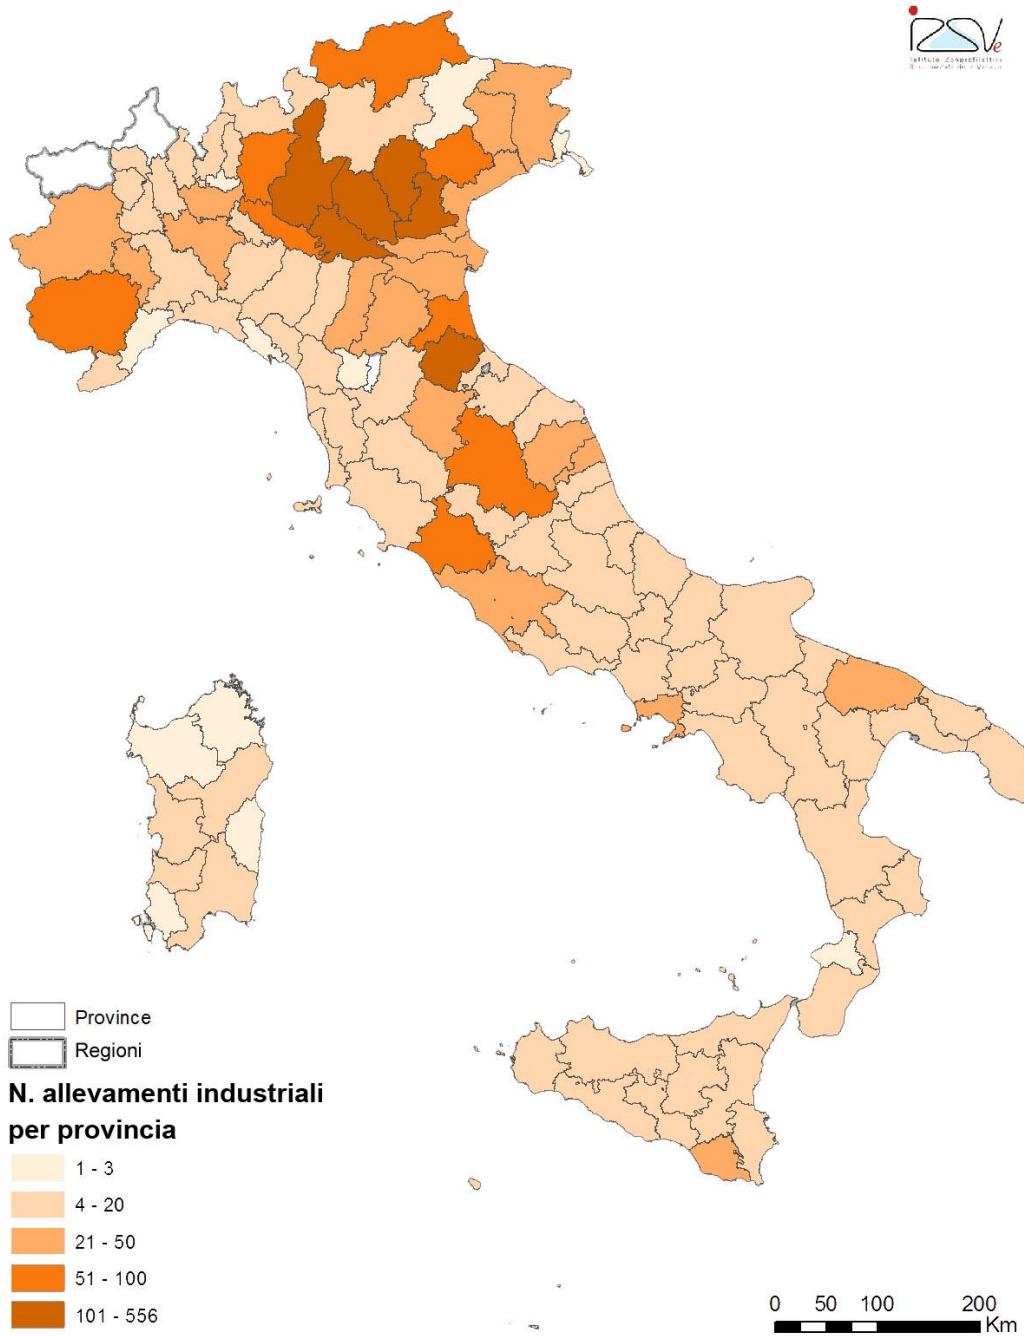 Province
Regioni
N. allevamenti industriali
per provincia
1 - 3
4 - 20
21 - 50
51 - 100
101 - 556
0 50 100 200
Km